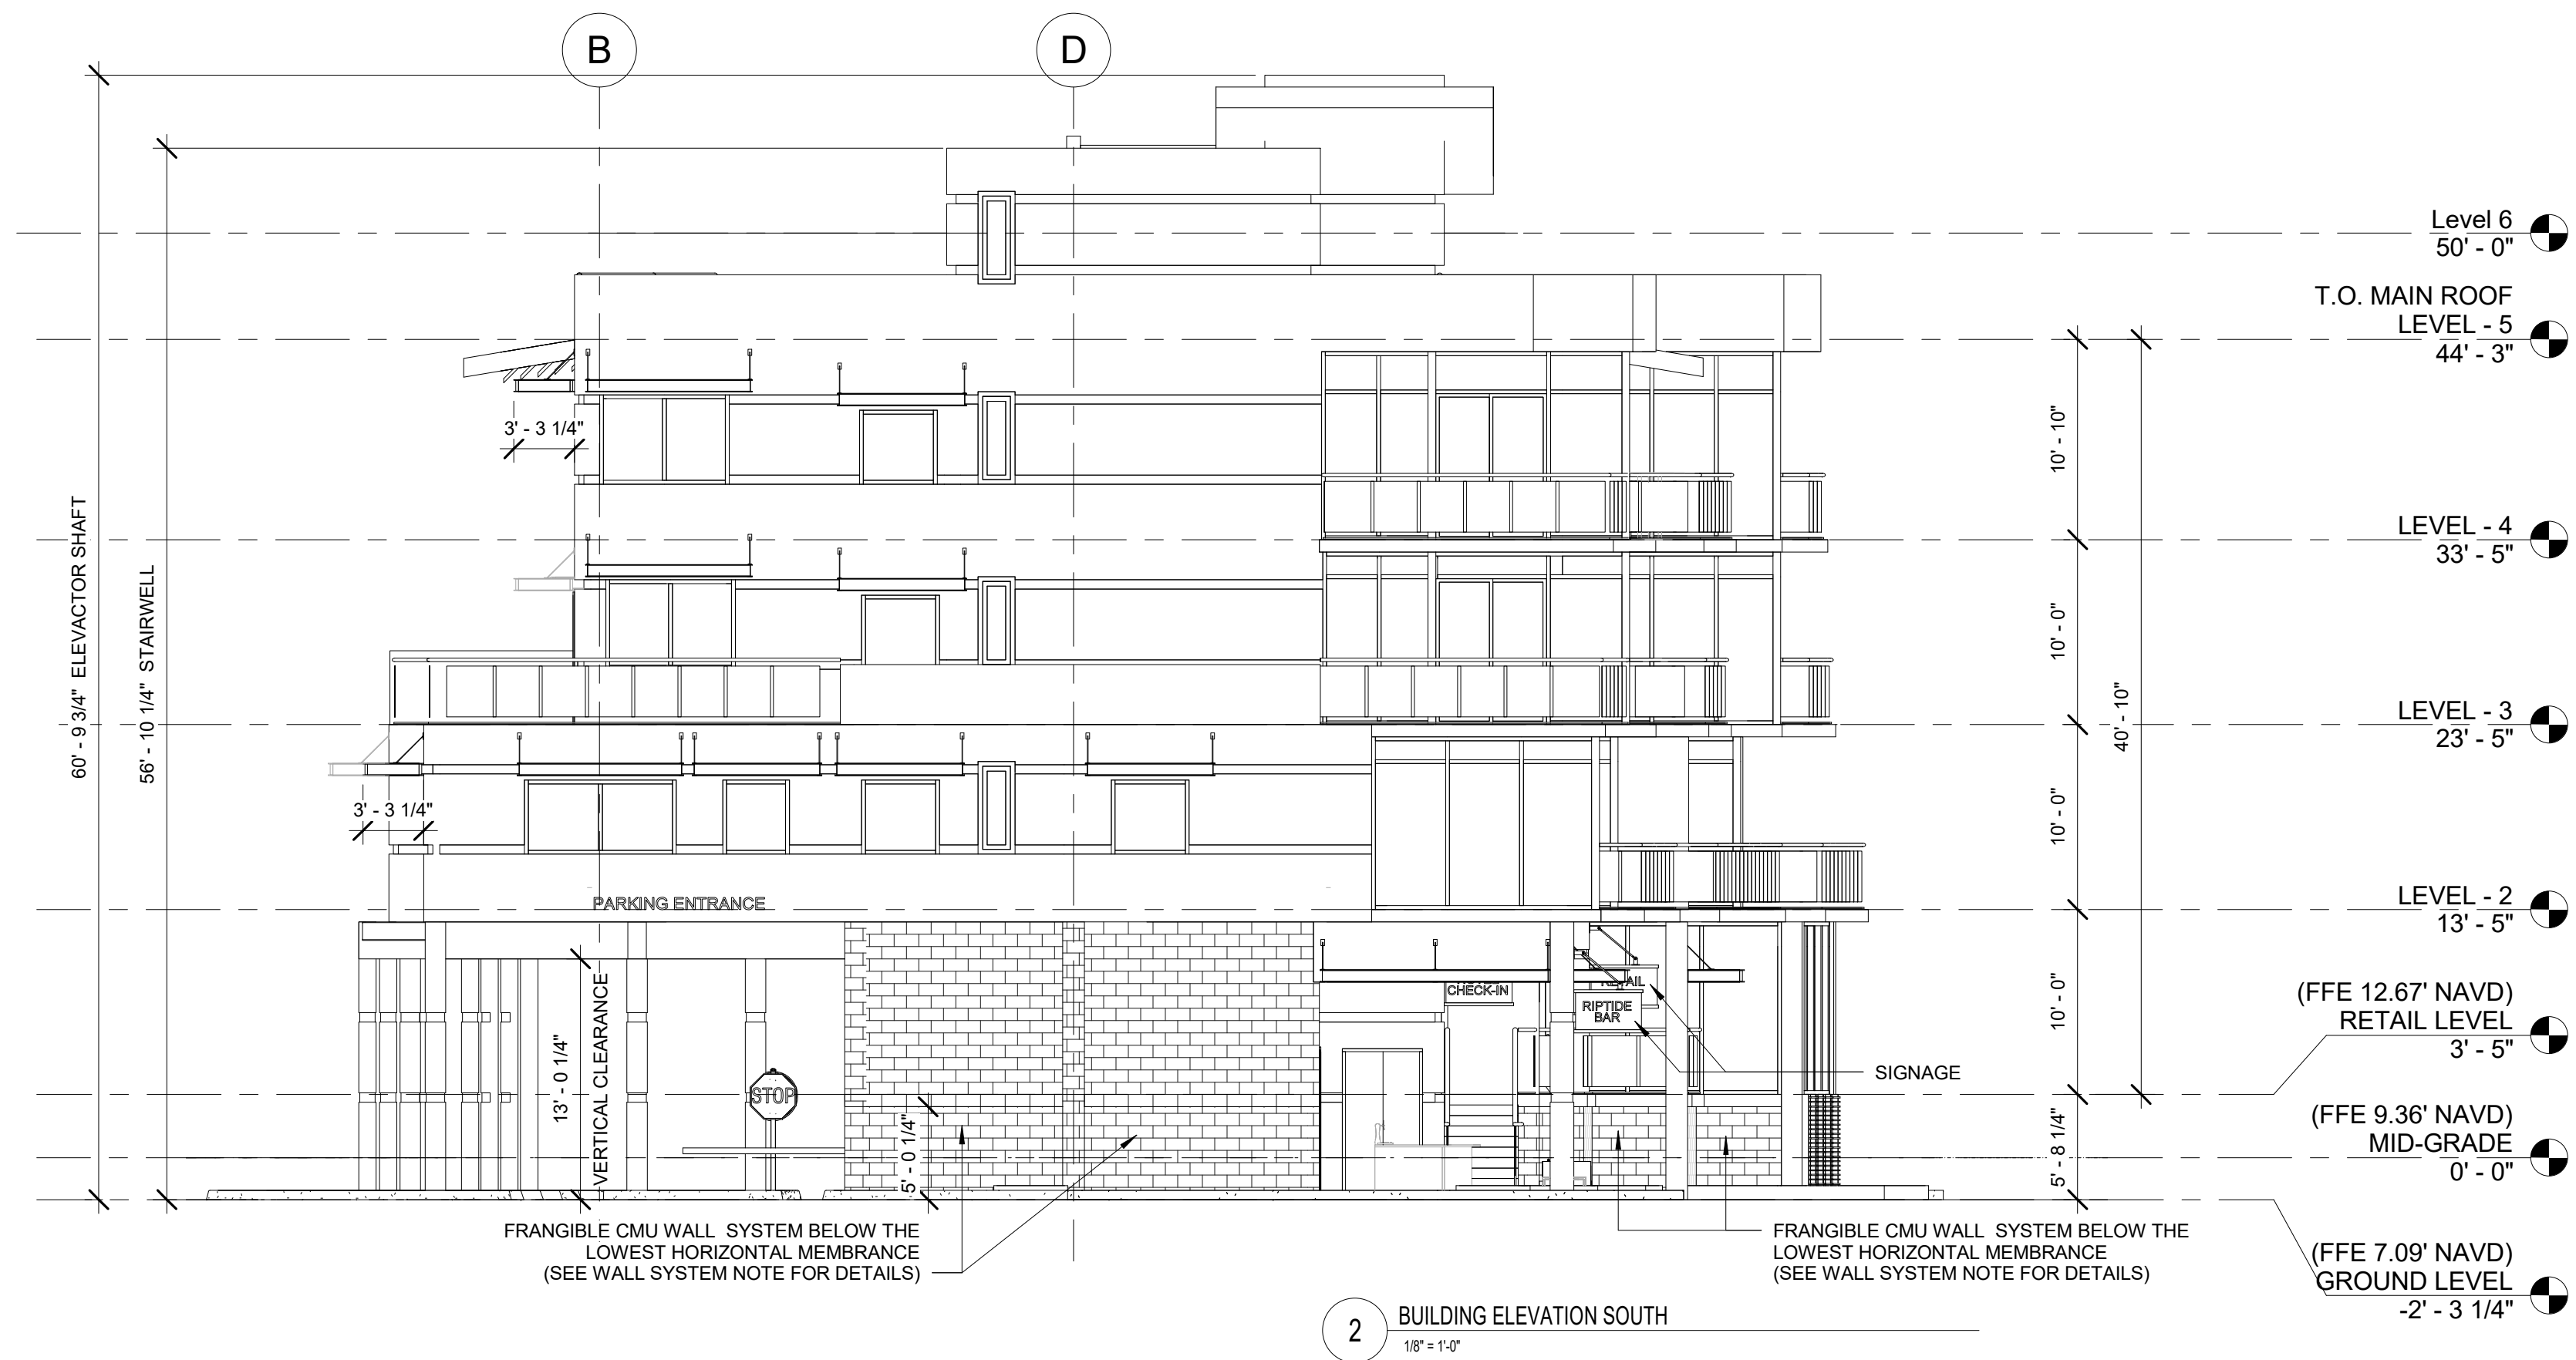 B
D
Level 6
50' - 0"
T.O. MAIN ROOF
LEVEL - 5
44' - 3"
3' - 3 1/4"
10' - 10"
LEVEL - 4
33' - 5"
60' - 9 3/4" ELEVACTOR SHAFT
56' - 10 1/4" STAIRWELL
10' - 0"
40' - 10"
LEVEL - 3
23' - 5"
3' - 3 1/4"
10' - 0"
PARKING ENTRANCE
LEVEL - 2
13' - 5"
13' - 0 1/4"
VERTICAL CLEARANCE
CHECK-IN
RIPTIDE
BAR
10' - 0"
(FFE 12.67' NAVD)
RETAIL LEVEL
3' - 5"
STOP
SIGNAGE
5' - 0 1/4"
5' - 8 1/4"
(FFE 9.36' NAVD)
MID-GRADE
0' - 0"
FRANGIBLE CMU WALL SYSTEM BELOW THE
LOWEST HORIZONTAL MEMBRANCE
(SEE WALL SYSTEM NOTE FOR DETAILS)
FRANGIBLE CMU WALL SYSTEM BELOW THE
LOWEST HORIZONTAL MEMBRANCE
(SEE WALL SYSTEM NOTE FOR DETAILS)
(FFE 7.09' NAVD)
GROUND LEVEL
-2' - 3 1/4"
2
BUILDING ELEVATION SOUTH
1/8" = 1'-0"